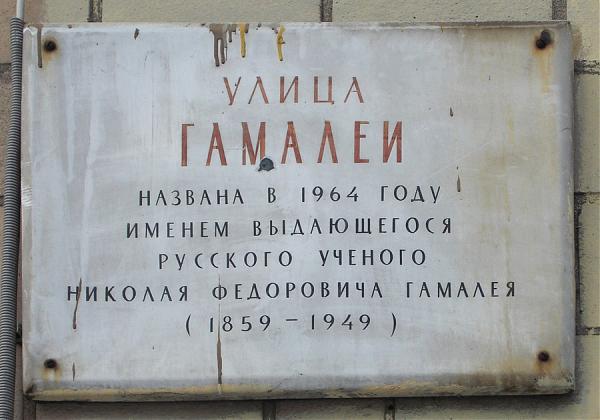 УЛИЦА
ГАМАЛЕИ
НАЗВАНА В 1964 ГОДУ
ИМЕНЕМ ВЫДАЮЩЕГОСЯ
РУССКОГО УЧЕНОГО
НИКОЛАЯ ФЕДОРОВИЧА ГАМАЛЕЯ
( 1859 – 1949 )